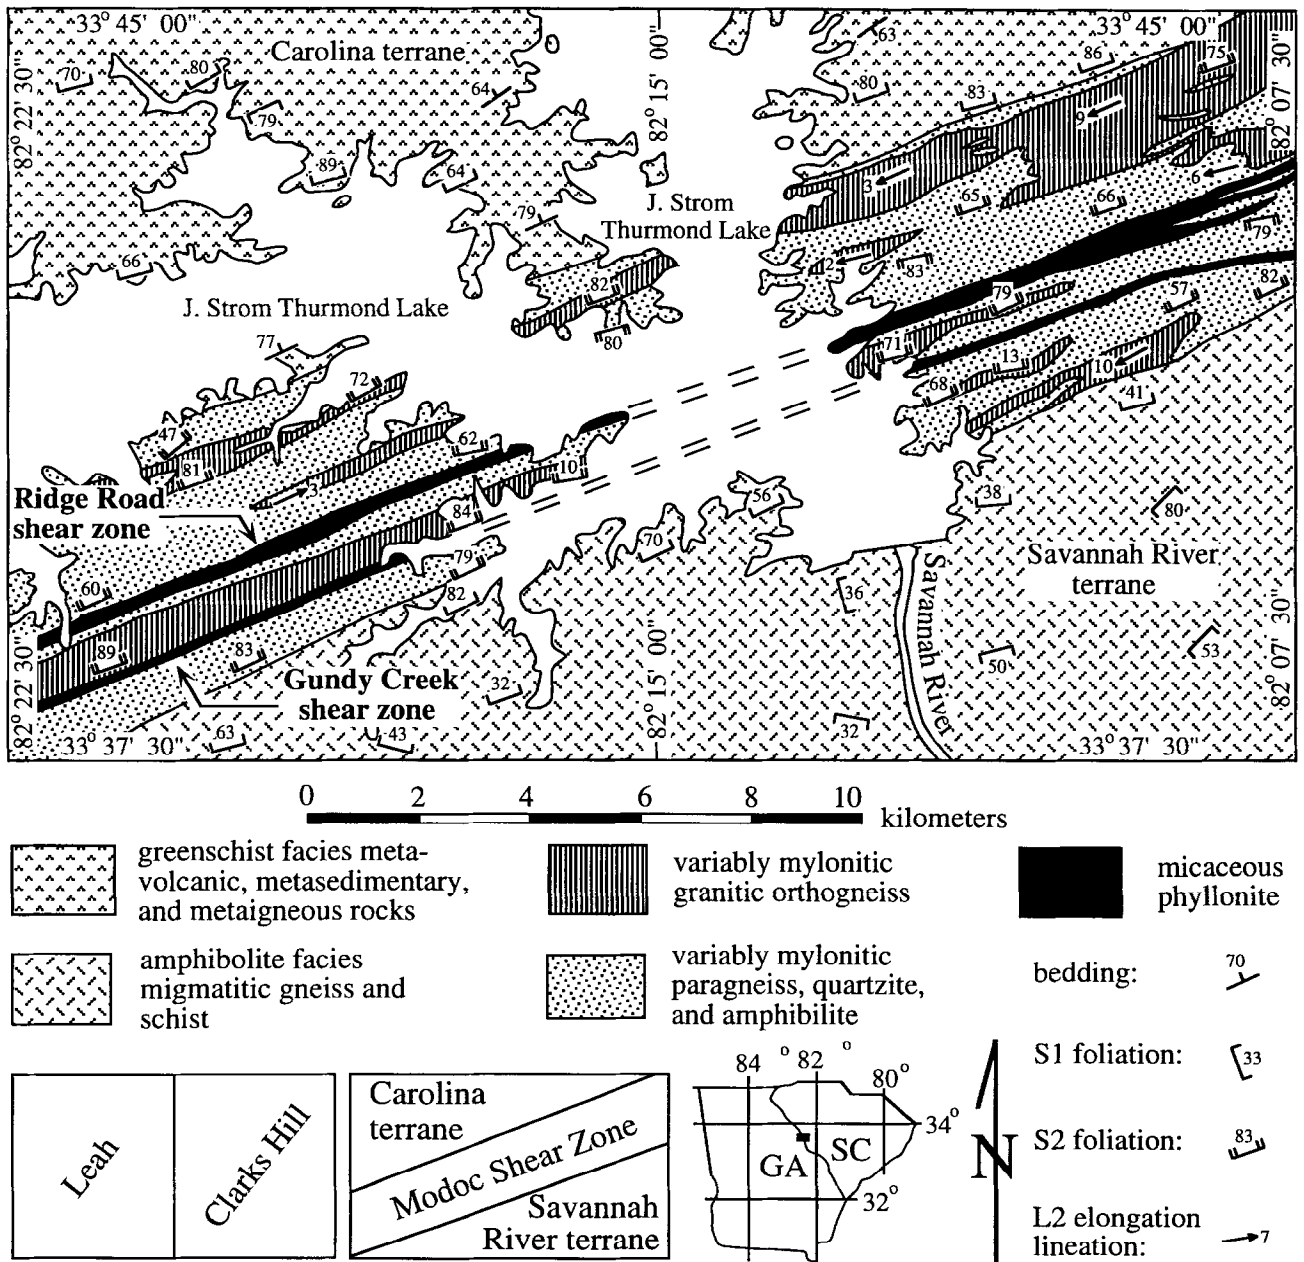 33° 45' 00"
Carolina terrane
82° 15' 00"
33° 45' 00"
82° 22' 30"
82° 07' 30"
70
80
79
89
64
64
79
66
63
86
75
80
83
9
3
65
66
6
79
2
83
82
80
79
57
82
71
68
13
10
41
J. Strom
Thurmond Lake
J. Strom Thurmond Lake
77
72
47
81
62
3
10
84
79
82
60
89
83
Ridge Road
shear zone
Gundy Creek
shear zone
56
70
38
80
36
50
53
32
32
43
63
Savannah River
terrane
Savannah River
82° 22' 30"
33° 37' 30"
82° 15' 00"
33° 37' 30"
82° 07' 30"
0 2 4 6 8 10
kilometers
greenschist facies meta-
volcanic, metasedimentary,
and metaigneous rocks
variably mylonitic
granitic orthogneiss
micaceous
phyllonite
amphibolite facies
migmatitic gneiss and
schist
variably mylonitic
paragneiss, quartzite,
and amphibilite
bedding: 70
S1 foliation: 33
S2 foliation: 83
L2 elongation
lineation: 7
Leah
Clarks Hill
Carolina
terrane
Modoc Shear Zone
Savannah
River terrane
84° 82° 80°
34°
32°
GA
SC
N